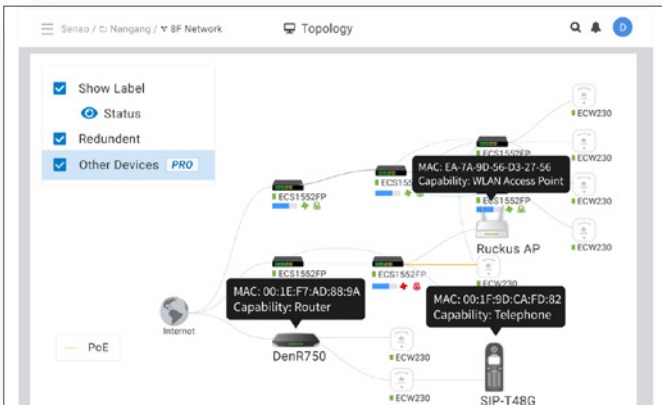 Senao / Nangang / 8F Network
Topology
D
Show Label
Status
Redundent
Other Devices PRO
ECW230
ECS1552FP
ECW230
ECS155
MAC: EA-7A-9D-56-D3-27-56
Capability: WLAN Access Point
ECS1552FP
ECS1552FP
ECW230
Ruckus AP
ECW230
ECS1552FP
ECS1552FP
ECW230
MAC: 00:1E:F7:AD:88:9A
Capability: Router
MAC: 00:1F:9D:CA:FD:82
Capability: Telephone
Internet
PoE
DenR750
ECW230
ECW230
SIP-T48G